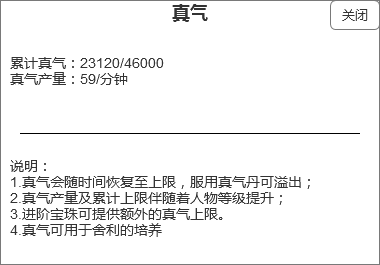 真气
关闭
累计真气：23120/46000
真气产量：59/分钟
说明：
1.真气会随时间恢复至上限，服用真气丹可溢出；
2.真气产量及累计上限伴随着人物等级提升；
3.进阶宝珠可提供额外的真气上限。
4.真气可用于舍利的培养